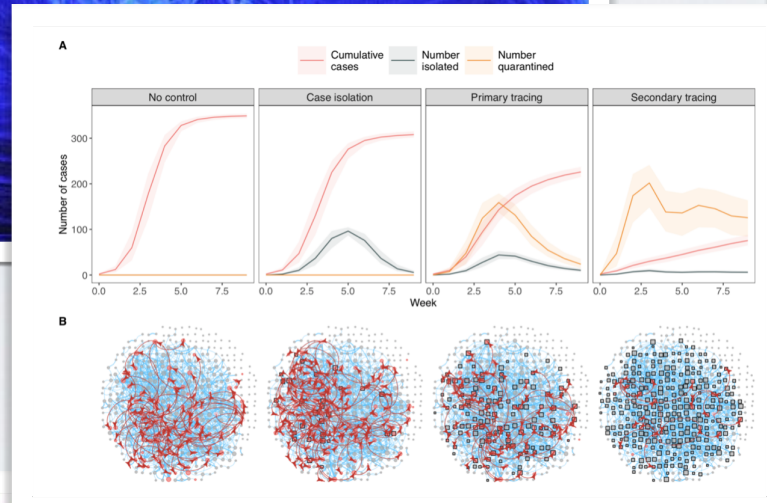 A
Cumulative cases
Number isolated
Number quarantined
No control
Case isolation
Primary tracing
Secondary tracing
Number of cases
300
200
100
0
0.0 2.5 5.0 7.5
0.0 2.5 5.0 7.5
0.0 2.5 5.0 7.5
0.0 2.5 5.0 7.5
Week
B